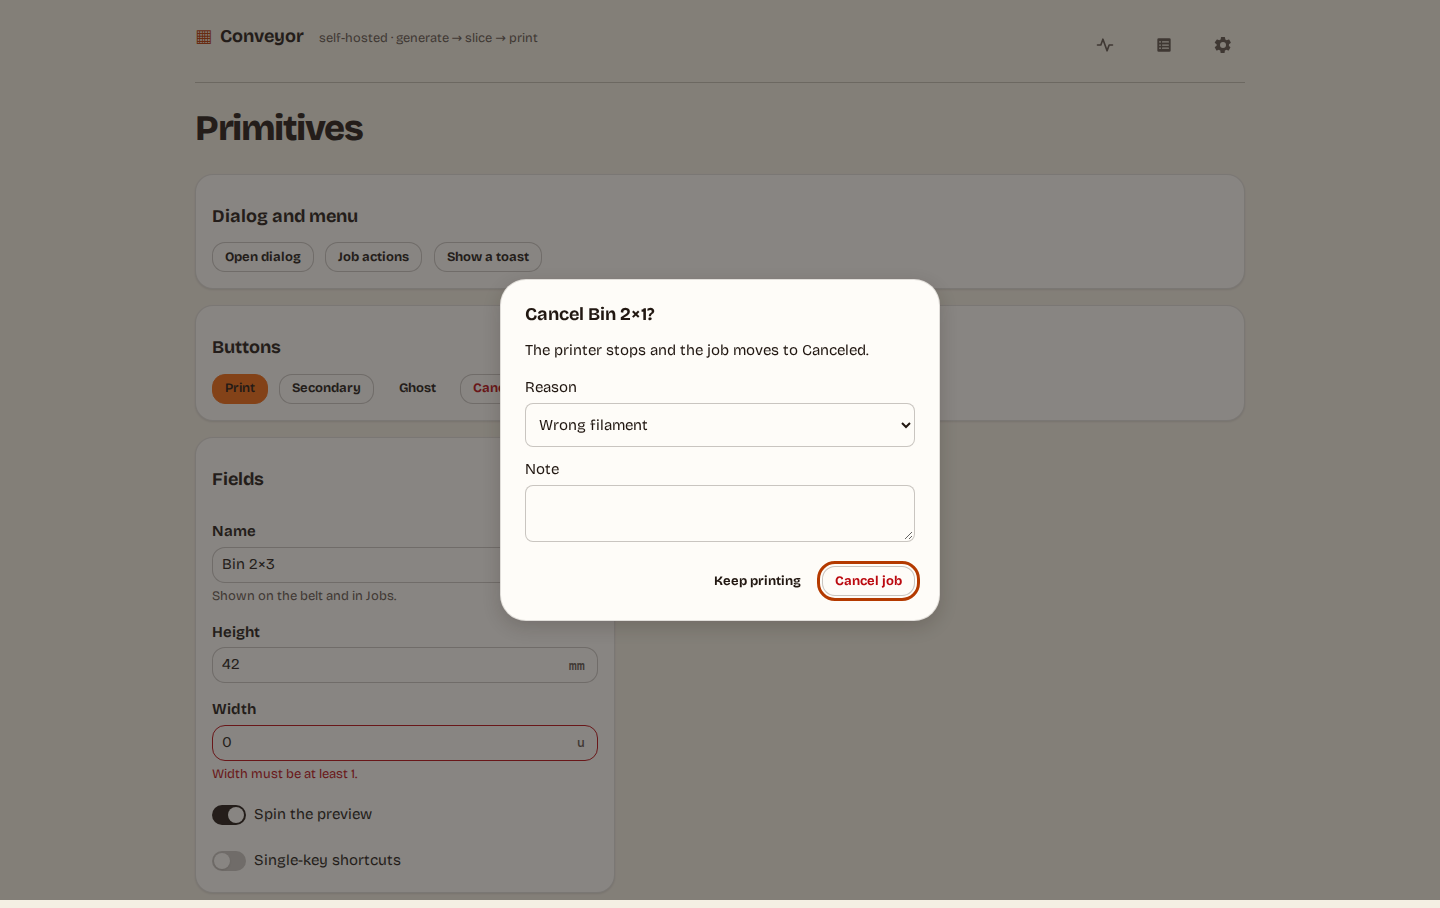 Conveyor self-hosted · generate → slice → print
Primitives
Dialog and menu
Open dialog Job actions Show a toast
Buttons
Print Secondary Ghost
Fields
Name
Bin 2×3
Shown on the belt and in Jobs.
Height
42 mm
Width
0 u
Width must be at least 1.
Spin the preview
Single-key shortcuts
Cancel Bin 2×1?
The printer stops and the job moves to Canceled.
Reason
Wrong filament
Note
Keep printing Cancel job